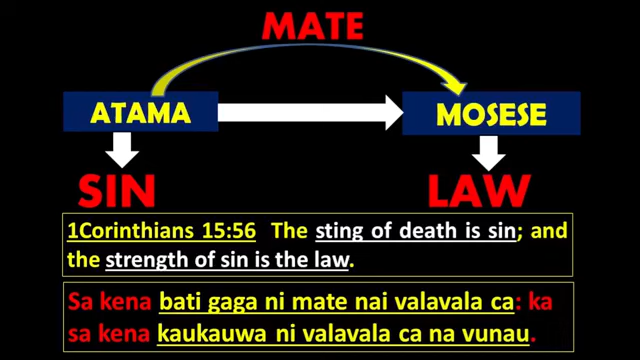 MATE
ATAMA MOSESE
SIN LAW
1Corinthians 15:56 The sting of death is sin; and
the strength of sin is the law.
Sa kena bati gaga ni mate nai valavala ca: ka
sa kena kaukauwa ni valavala ca na vunau.